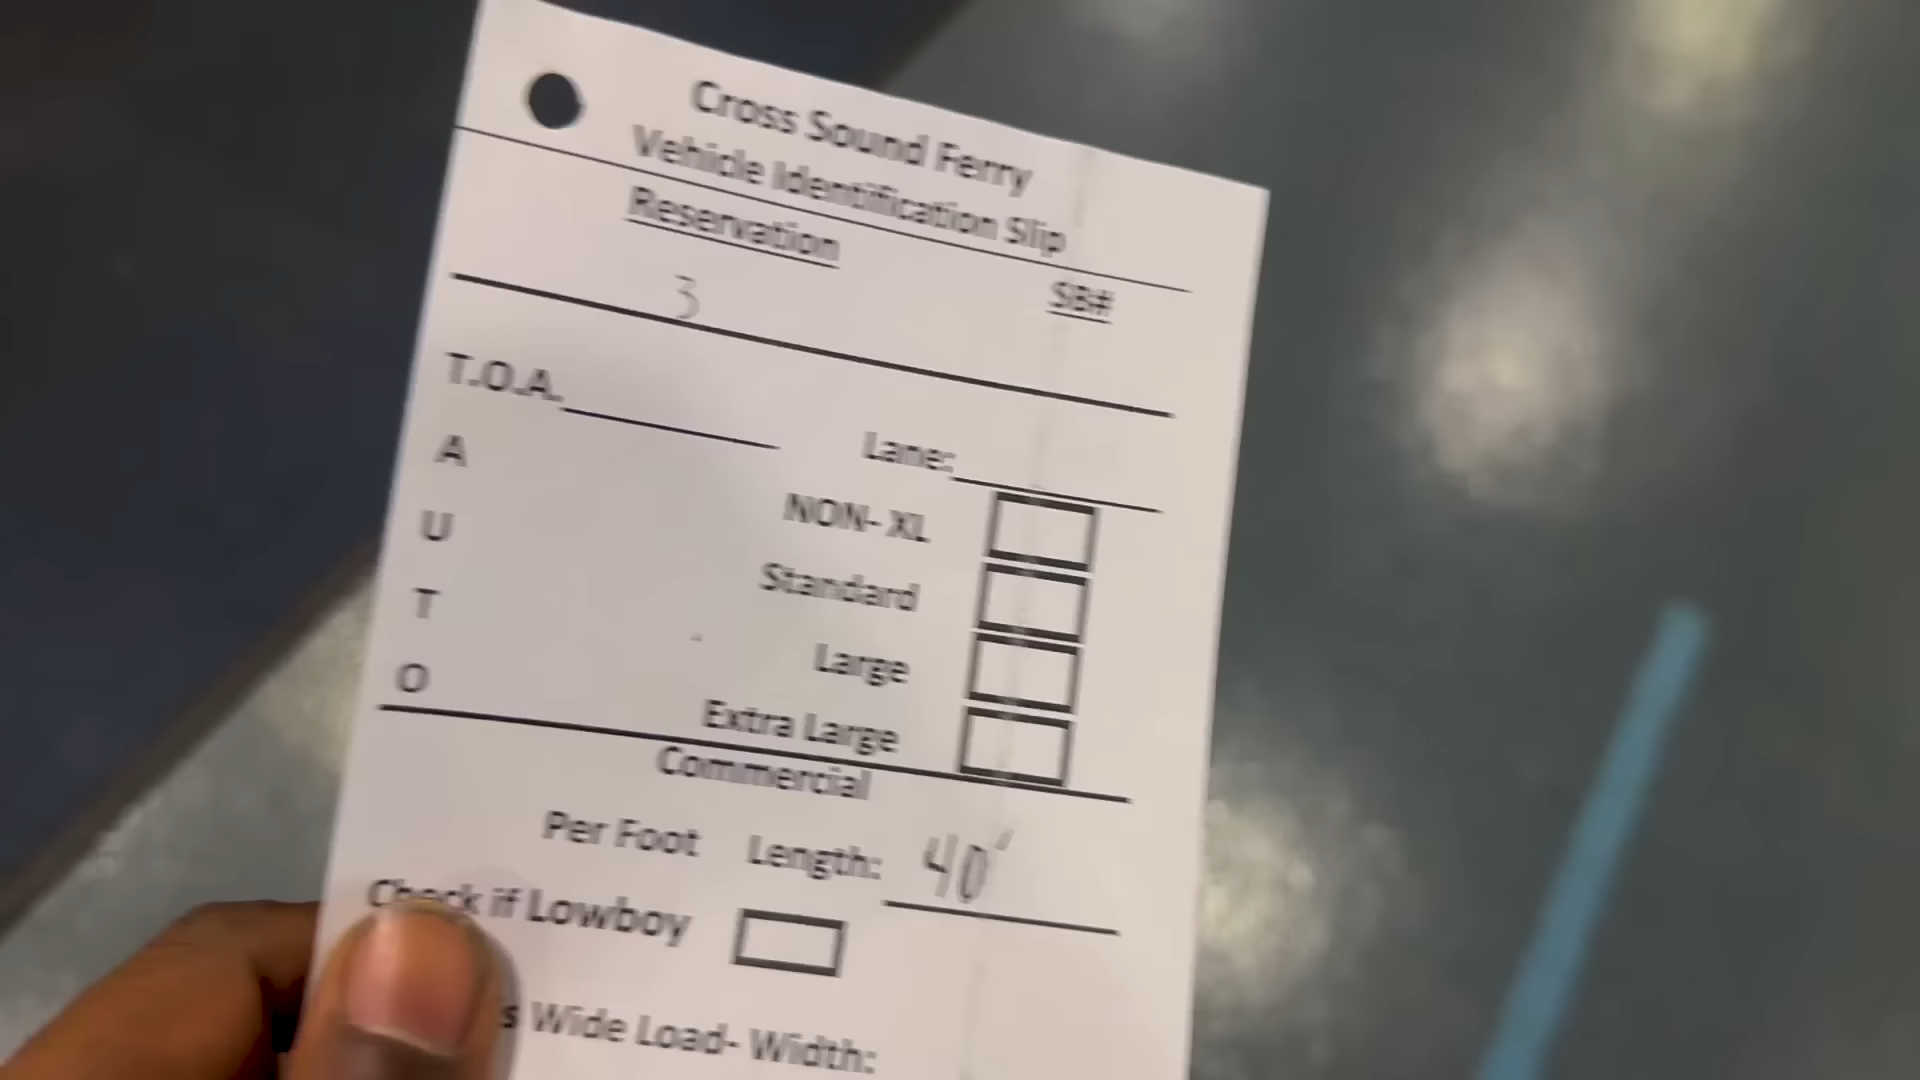 Cross Sound Ferry
Vehicle Identification Slip
Reservation SB#
3
T.O.A. Lane:
A
U NON- XL
T Standard
O Large
Extra Large
Commercial
Per Foot Length: 40'
Check if Lowboy
Wide Load- Width: